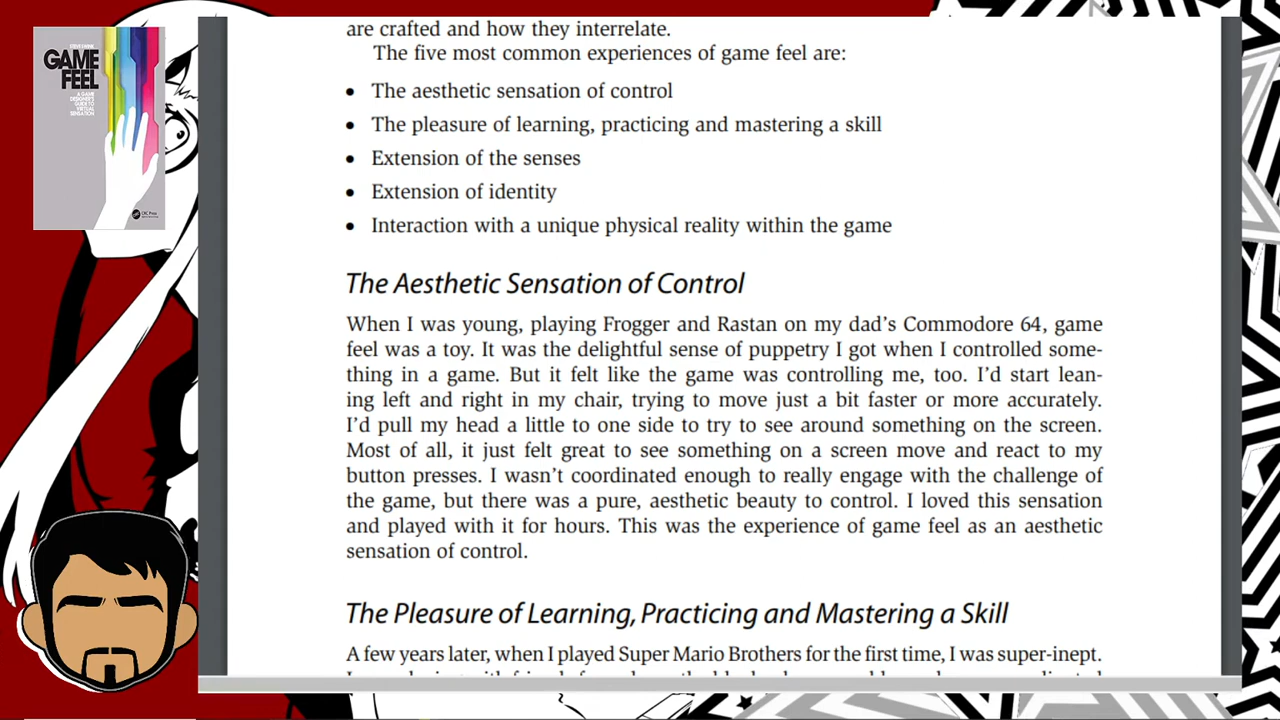 STEVE SWINK
GAME
FEEL
A GAME
DESIGNER'S
GUIDE TO
VIRTUAL
SENSATION
CRC Press
are crafted and how they interrelate.
The five most common experiences of game feel are:
• The aesthetic sensation of control
• The pleasure of learning, practicing and mastering a skill
• Extension of the senses
• Extension of identity
• Interaction with a unique physical reality within the game
The Aesthetic Sensation of Control
When I was young, playing Frogger and Rastan on my dad's Commodore 64, game
feel was a toy. It was the delightful sense of puppetry I got when I controlled some-
thing in a game. But it felt like the game was controlling me, too. I'd start lean-
ing left and right in my chair, trying to move just a bit faster or more accurately.
I'd pull my head a little to one side to try to see around something on the screen.
Most of all, it just felt great to see something on a screen move and react to my
button presses. I wasn't coordinated enough to really engage with the challenge of
the game, but there was a pure, aesthetic beauty to control. I loved this sensation
and played with it for hours. This was the experience of game feel as an aesthetic
sensation of control.
The Pleasure of Learning, Practicing and Mastering a Skill
A few years later, when I played Super Mario Brothers for the first time, I was super-inept.